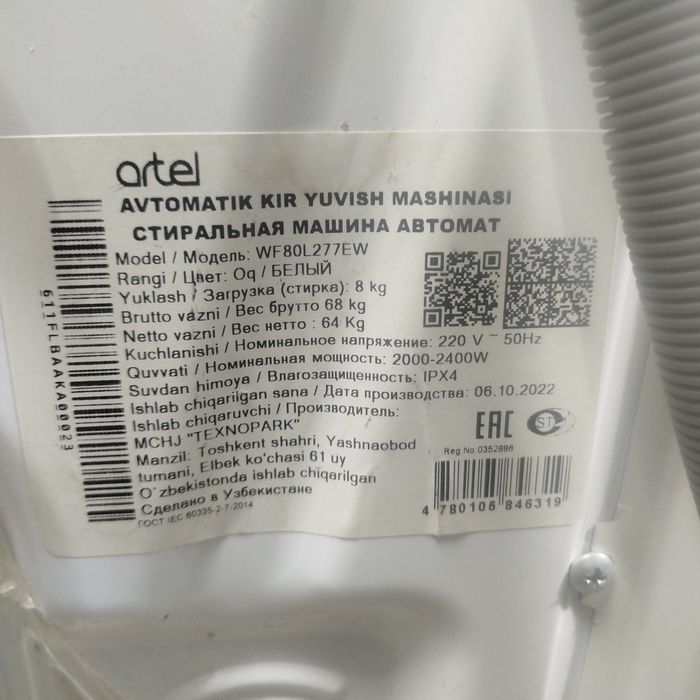 artel
AVTOMATIK KIR YUVISH MASHINASI
СТИРАЛЬНАЯ МАШИНА АВТОМАТ
Model / Модель: WF80L277EW
Rangi / Цвет: Oq / БЕЛЫЙ
Yuklash / Загрузка (стирка): 8 kg
Brutto vazni / Вес брутто 68 kg
Netto vazni / Вес нетто : 64 Kg
Kuchlanishi / Номинальное напряжение: 220 V ~ 50Hz
Quvvati / Номинальная мощность: 2000-2400W
Suvdan himoya / Влагозащищенность: IPX4
Ishlab chiqarilgan sana / Дата производства: 06.10.2022
Ishlab chiqaruvchi / Производитель:
MCHJ "TEXNOPARK"
Manzil: Toshkent shahri, Yashnaobod
tumani, Elbek ko'chasi 61 uy
O`zbekistonda ishlab chiqarilgan
Сделано в Узбекистане
ГОСТ IEC 60335-2-7-2014
611FLBAAKA00023
EAC
ST
Reg No 0352686
4 780105 846319